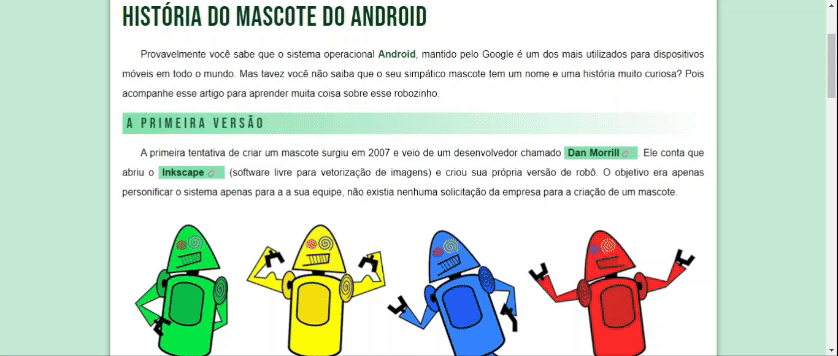 HISTÓRIA DO MASCOTE DO ANDROID
Provavelmente você sabe que o sistema operacional Android, mantido pelo Google é um dos mais utilizados para dispositivos
móveis em todo o mundo. Mas tavez você não saiba que o seu simpático mascote tem um nome e uma história muito curiosa? Pois
acompanhe esse artigo para aprender muita coisa sobre esse robozinho.
A PRIMEIRA VERSÃO
A primeira tentativa de criar um mascote surgiu em 2007 e veio de um desenvolvedor chamado Dan Morrill. Ele conta que
abriu o Inkscape (software livre para vetorização de imagens) e criou sua própria versão de robô. O objetivo era apenas
personificar o sistema apenas para a a sua equipe, não existia nenhuma solicitação da empresa para a criação de um mascote.